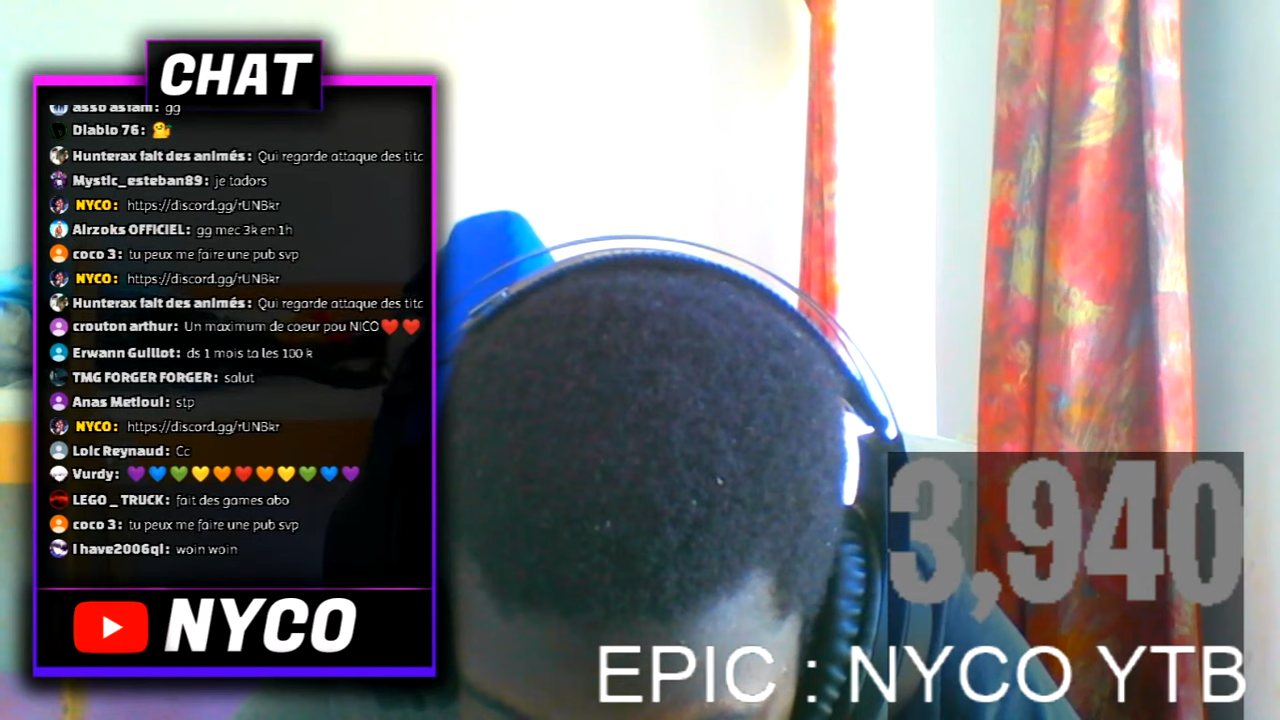 CHAT
asso asfam: gg
Diablo 76:
Hunterax fait des animés: Qui regarde attaque des titc
Mystic_esteban89: je tadors
NYCO: https://discord.gg/rUNBkr
Airzoks OFFICIEL: gg mec 3k en 1h
coco 3: tu peux me faire une pub svp
NYCO: https://discord.gg/rUNBkr
Hunterax fait des animés: Qui regarde attaque des titc
crouton arthur: Un maximum de coeur pou NICO❤️ ❤️
Erwann Guillot: ds 1 mois ta les 100 k
TMG FORGER FORGER: salut
Anas Metioui: stp
NYCO: https://discord.gg/rUNBkr
Loic Reynaud: Cc
Vurdy: 💜💙💚💛🧡❤️🧡💛💚💙💜
LEGO _ TRUCK: fait des games abo
coco 3: tu peux me faire une pub svp
I have2006ql: woin woin
NYCO
3,940
EPIC : NYCO YTB